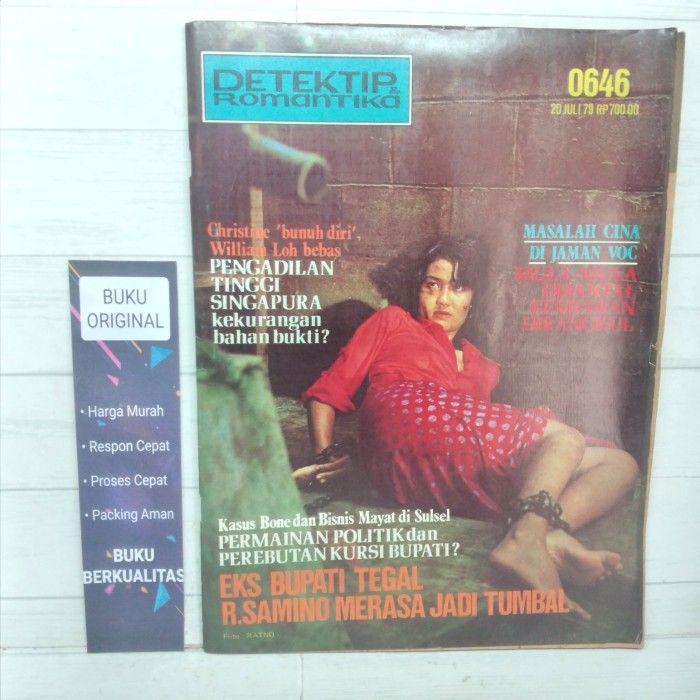 DETEKTIP &
ROMANTIKA
0646
20 JULI 79 RP 700.00
Christine 'bunuh diri',
William Loh bebas
PENGADILAN
TINGGI
SINGAPURA
kekurangan
bahan bukti?
MASALAH CINA
DI JAMAN VOC
Kasus Bone dan Bisnis Mayat di Sulsel
PERMAINAN POLITIK dan
PEREBUTAN KURSI BUPATI?
EKS BUPATI TEGAL
R.SAMINO MERASA JADI TUMBAL
Foto : RATNO
BUKU
ORIGINAL
• Harga Murah
• Respon Cepat
• Proses Cepat
• Packing Aman
BUKU
BERKUALITAS